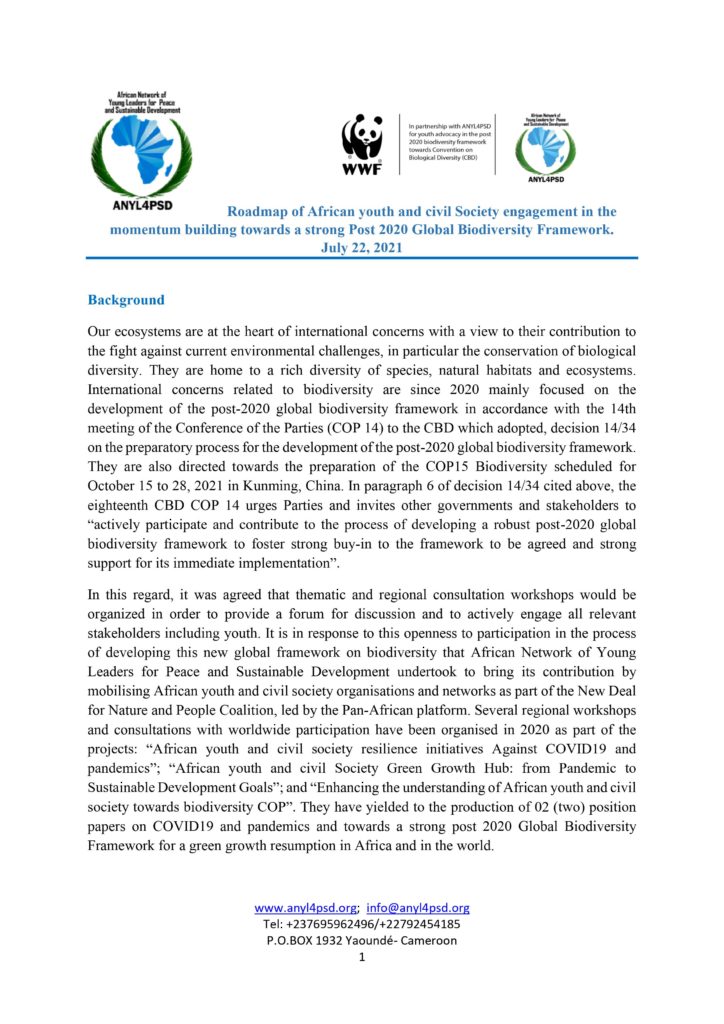 African Network of
Young Leaders for Peace
and Sustainable Development
ANYL4PSD
WWF
In partnership with ANYL4PSD
for youth advocacy in the post
2020 biodiversity framework
towards Convention on
Biological Diversity (CBD)
African Network of
Young Leaders for Peace
and Sustainable Development
ANYL4PSD
Roadmap of African youth and civil Society engagement in the
momentum building towards a strong Post 2020 Global Biodiversity Framework.
July 22, 2021
Background
Our ecosystems are at the heart of international concerns with a view to their contribution to
the fight against current environmental challenges, in particular the conservation of biological
diversity. They are home to a rich diversity of species, natural habitats and ecosystems.
International concerns related to biodiversity are since 2020 mainly focused on the
development of the post-2020 global biodiversity framework in accordance with the 14th
meeting of the Conference of the Parties (COP 14) to the CBD which adopted, decision 14/34
on the preparatory process for the development of the post-2020 global biodiversity framework.
They are also directed towards the preparation of the COP15 Biodiversity scheduled for
October 15 to 28, 2021 in Kunming, China. In paragraph 6 of decision 14/34 cited above, the
eighteenth CBD COP 14 urges Parties and invites other governments and stakeholders to
“actively participate and contribute to the process of developing a robust post-2020 global
biodiversity framework to foster strong buy-in to the framework to be agreed and strong
support for its immediate implementation”.
In this regard, it was agreed that thematic and regional consultation workshops would be
organized in order to provide a forum for discussion and to actively engage all relevant
stakeholders including youth. It is in response to this openness to participation in the process
of developing this new global framework on biodiversity that African Network of Young
Leaders for Peace and Sustainable Development undertook to bring its contribution by
mobilising African youth and civil society organisations and networks as part of the New Deal
for Nature and People Coalition, led by the Pan-African platform. Several regional workshops
and consultations with worldwide participation have been organised in 2020 as part of the
projects: “African youth and civil society resilience initiatives Against COVID19 and
pandemics”; “African youth and civil Society Green Growth Hub: from Pandemic to
Sustainable Development Goals”; and “Enhancing the understanding of African youth and civil
society towards biodiversity COP”. They have yielded to the production of 02 (two) position
papers on COVID19 and pandemics and towards a strong post 2020 Global Biodiversity
Framework for a green growth resumption in Africa and in the world.
www.anyl4psd.org; info@anyl4psd.org
Tel: +237695962496/+22792454185
P.O.BOX 1932 Yaoundé- Cameroon
1